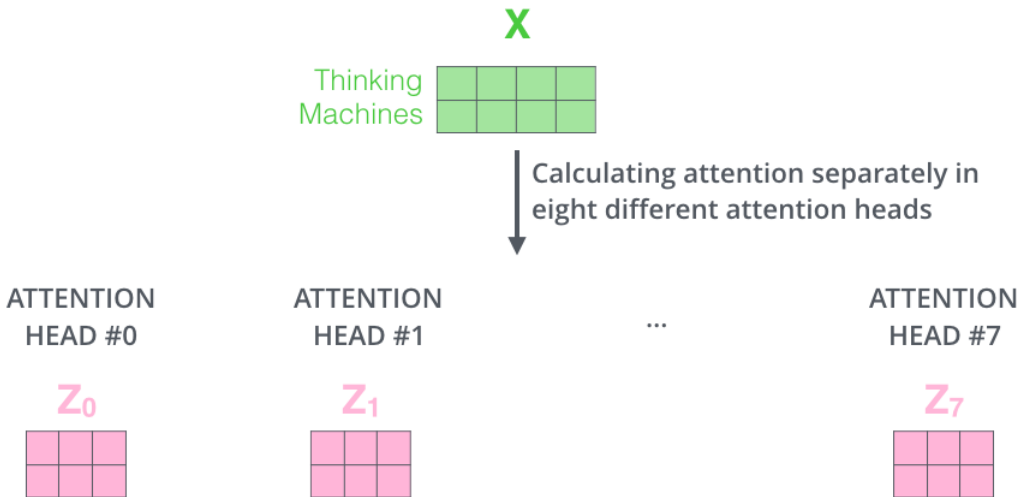 X
Thinking
Machines
Calculating attention separately in
eight different attention heads
ATTENTION
HEAD #0
ATTENTION
HEAD #1
...
ATTENTION
HEAD #7
Z0
Z1
Z7